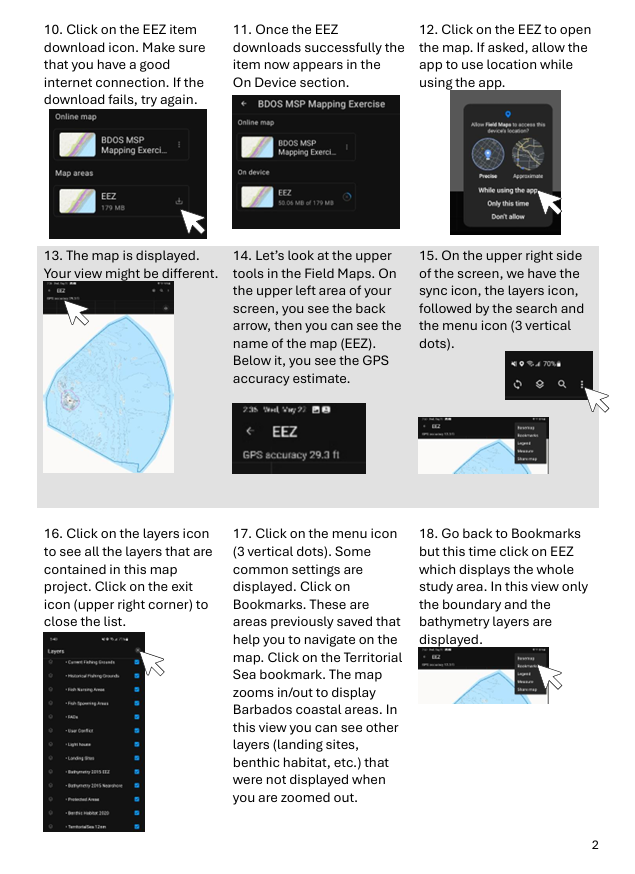 10. Click on the EEZ item
download icon. Make sure
that you have a good
internet connection. If the
download fails, try again.
Online map
BDOS MSP
Mapping Exerci...
Map areas
EEZ
179 MB
11. Once the EEZ
downloads successfully the
item now appears in the
On Device section.
BDOS MSP Mapping Exercise
Online map
BDOS MSP
Mapping Exerci...
On device
EEZ
50.06 MB of 179 MB
12. Click on the EEZ to open
the map. If asked, allow the
app to use location while
using the app.
Allow Field Maps to access this
device's location?
Precise
Approximate
While using the app
Only this time
Don't allow
13. The map is displayed.
Your view might be different.
EEZ
14. Let's look at the upper
tools in the Field Maps. On
the upper left area of your
screen, you see the back
arrow, then you can see the
name of the map (EEZ).
Below it, you see the GPS
accuracy estimate.
2:35 Wed, May 27
EEZ
GPS accuracy 29.3 ft
15. On the upper right side
of the screen, we have the
sync icon, the layers icon,
followed by the search and
the menu icon (3 vertical
dots).
70%
EEZ
Basemap
Bookmarks
Legend
Measure
Share map
16. Click on the layers icon
to see all the layers that are
contained in this map
project. Click on the exit
icon (upper right corner) to
close the list.
Layers
• Current Fishing Grounds
• Historical Fishing Grounds
• Fish Nursing Areas
• Fish Spawning Areas
• FADs
• User Conflict
• Light house
• Landing Sites
• Bathymetry 2015 EEZ
• Bathymetry 2015 Nearshore
• Protected Areas
• Benthic Habitat 2020
• TerritorialSea 12nm
17. Click on the menu icon
(3 vertical dots). Some
common settings are
displayed. Click on
Bookmarks. These are
areas previously saved that
help you to navigate on the
map. Click on the Territorial
Sea bookmark. The map
zooms in/out to display
Barbados coastal areas. In
this view you can see other
layers (landing sites,
benthic habitat, etc.) that
were not displayed when
you are zoomed out.
18. Go back to Bookmarks
but this time click on EEZ
which displays the whole
study area. In this view only
the boundary and the
bathymetry layers are
displayed.
EEZ
Basemap
Bookmarks
Legend
Measure
Share map
2